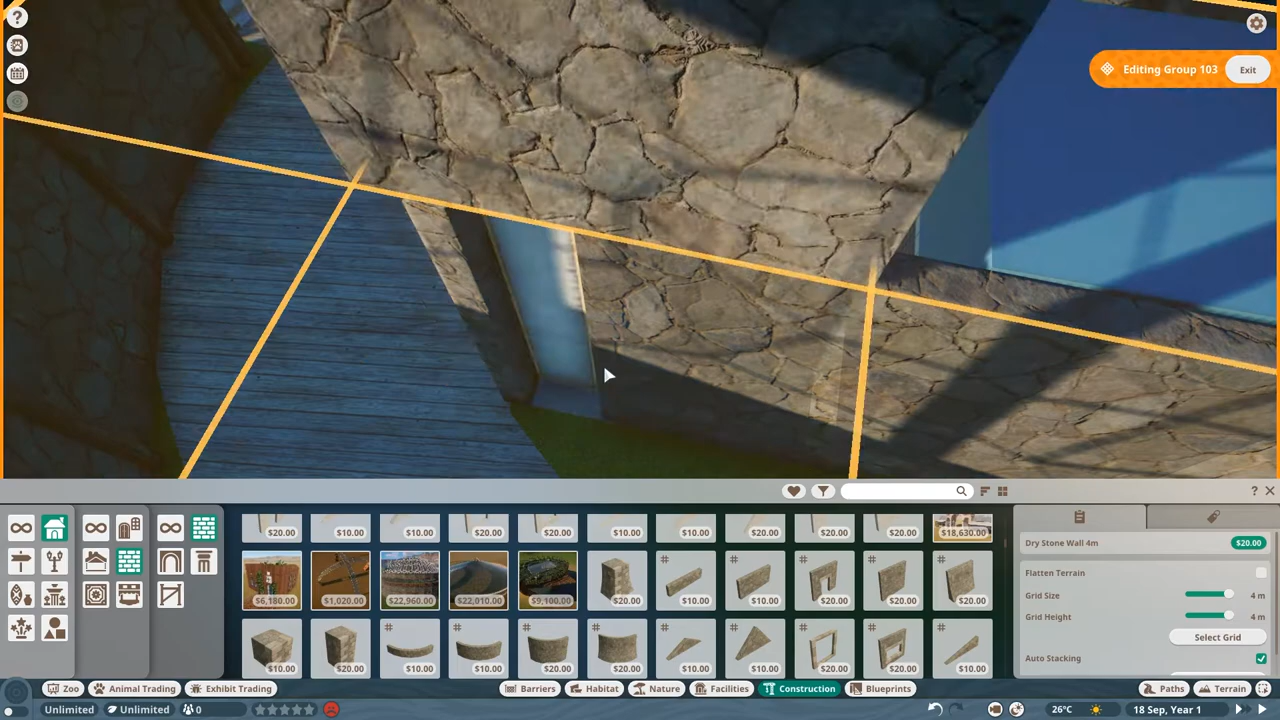 ?
Editing Group 103
Exit
?
$20.00 $10.00 $20.00 $20.00 $20.00 $10.00 $20.00 $20.00 $20.00 $20.00 $18,630.00
$6,180.00 $1,020.00 $22,960.00 $22,010.00 $9,100.00 $20.00 $10.00 $10.00 $20.00 $20.00 $20.00
$10.00 $20.00 $10.00 $10.00 $20.00 $20.00 $10.00 $10.00 $20.00 $20.00 $10.00
Dry Stone Wall 4m $20.00
Flatten Terrain
Grid Size 4 m
Grid Height 4 m
Select Grid
Auto Stacking
Zoo Animal Trading Exhibit Trading Barriers Habitat Nature Facilities Construction Blueprints Paths Terrain
Unlimited Unlimited 0 26°C 18 Sep, Year 1